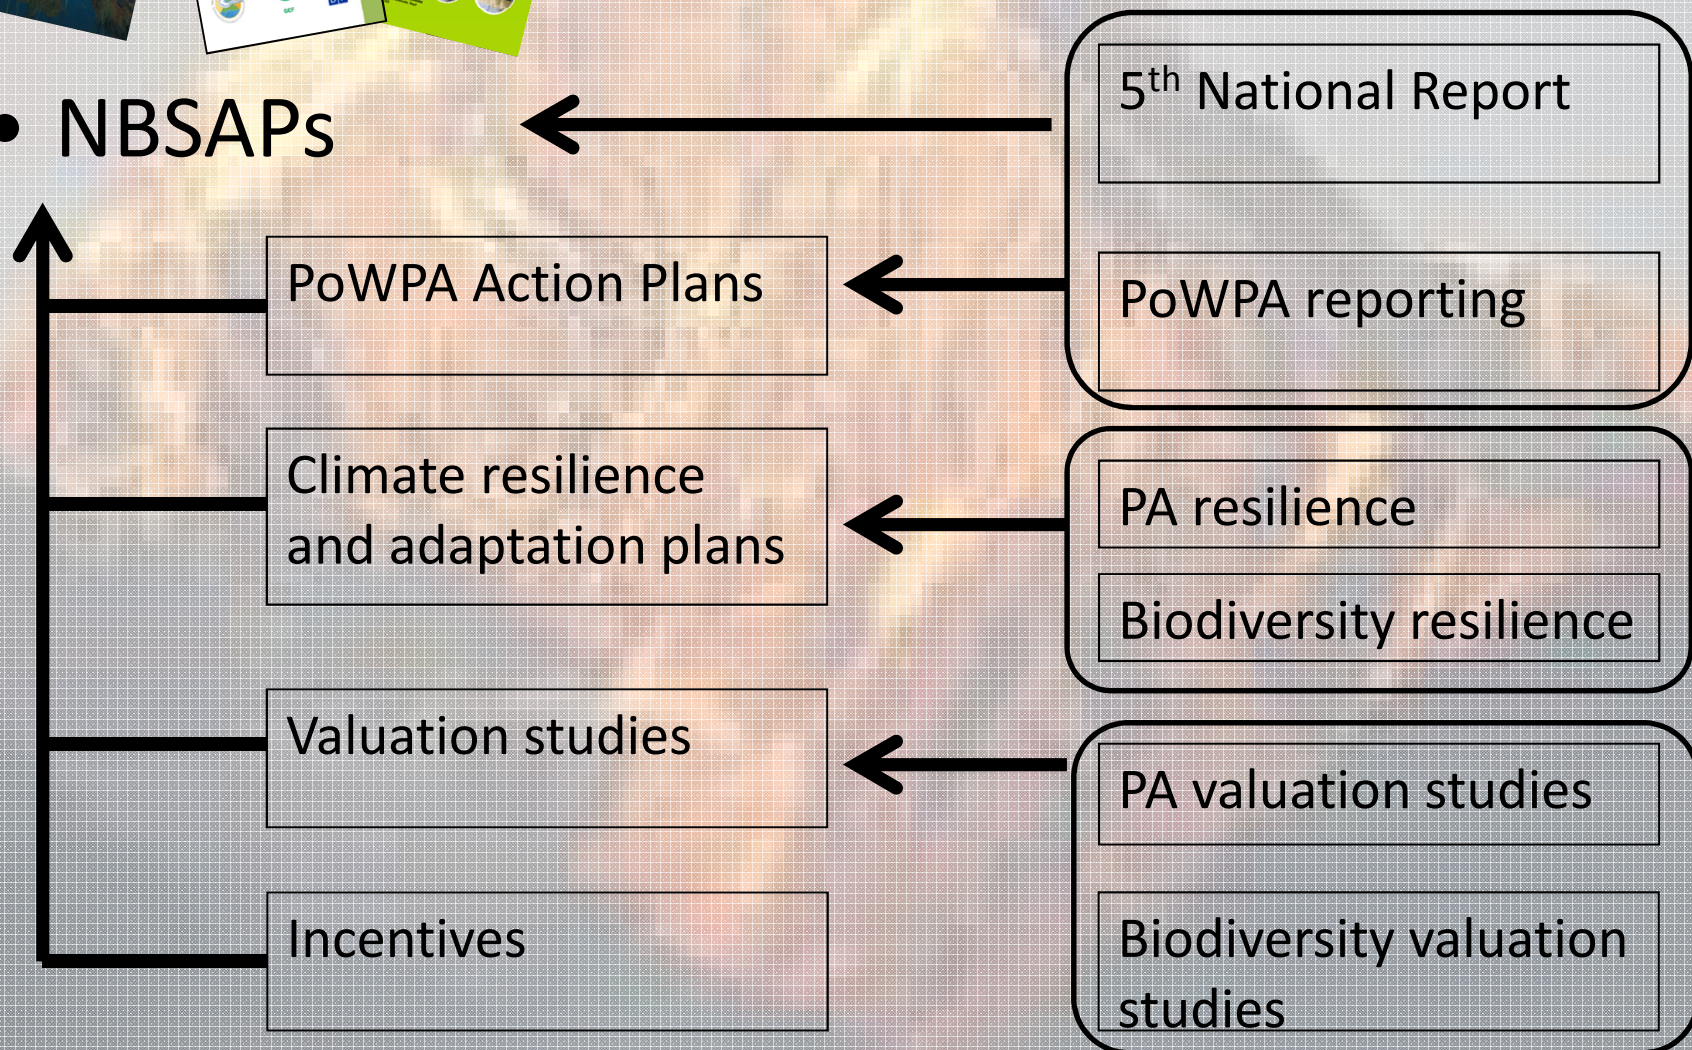 • NBSAPs
5th National Report
PoWPA Action Plans
PoWPA reporting
Climate resilience
and adaptation plans
PA resilience
Biodiversity resilience
Valuation studies
PA valuation studies
Incentives
Biodiversity valuation
studies